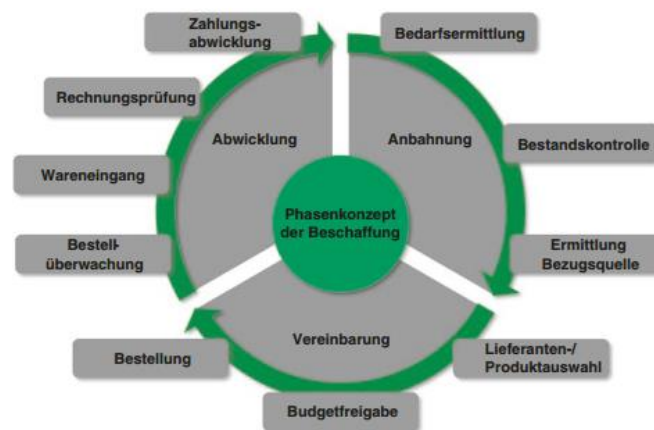 Zahlungs-
abwicklung
Bedarfsermittlung
Rechnungsprüfung
Abwicklung
Anbahnung
Bestandskontrolle
Wareneingang
Phasenkonzept
der Beschaffung
Bestell-
überwachung
Ermittlung
Bezugsquelle
Vereinbarung
Bestellung
Lieferanten-/
Produktauswahl
Budgetfreigabe